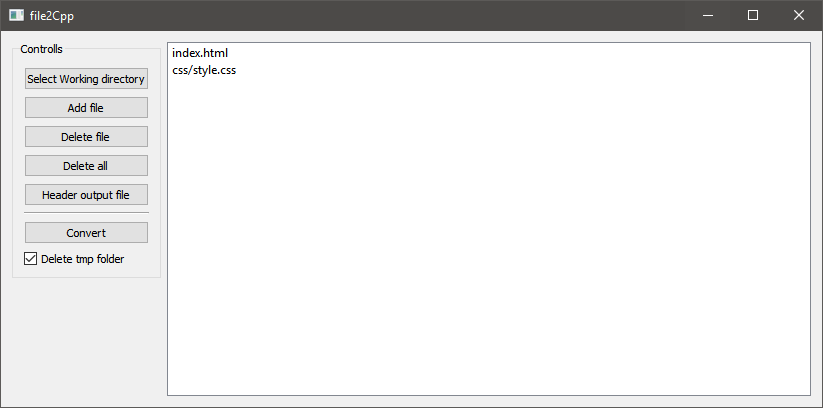 file2Cpp
Controlls
Select Working directory
Add file
Delete file
Delete all
Header output file
Convert
Delete tmp folder
index.html
css/style.css